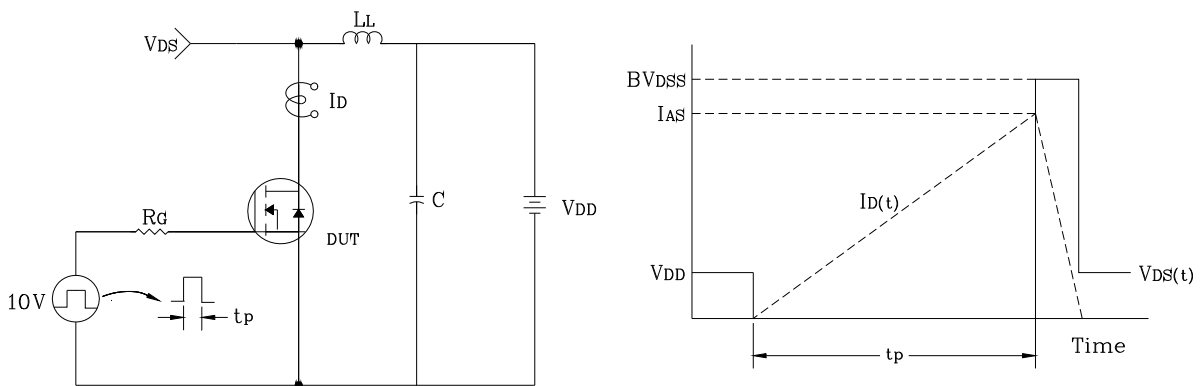 LL
VDS
ID
RG
C
VDD
DUT
10V
tp
BVDSS
IAS
ID(t)
VDD
VDS(t)
tp
Time